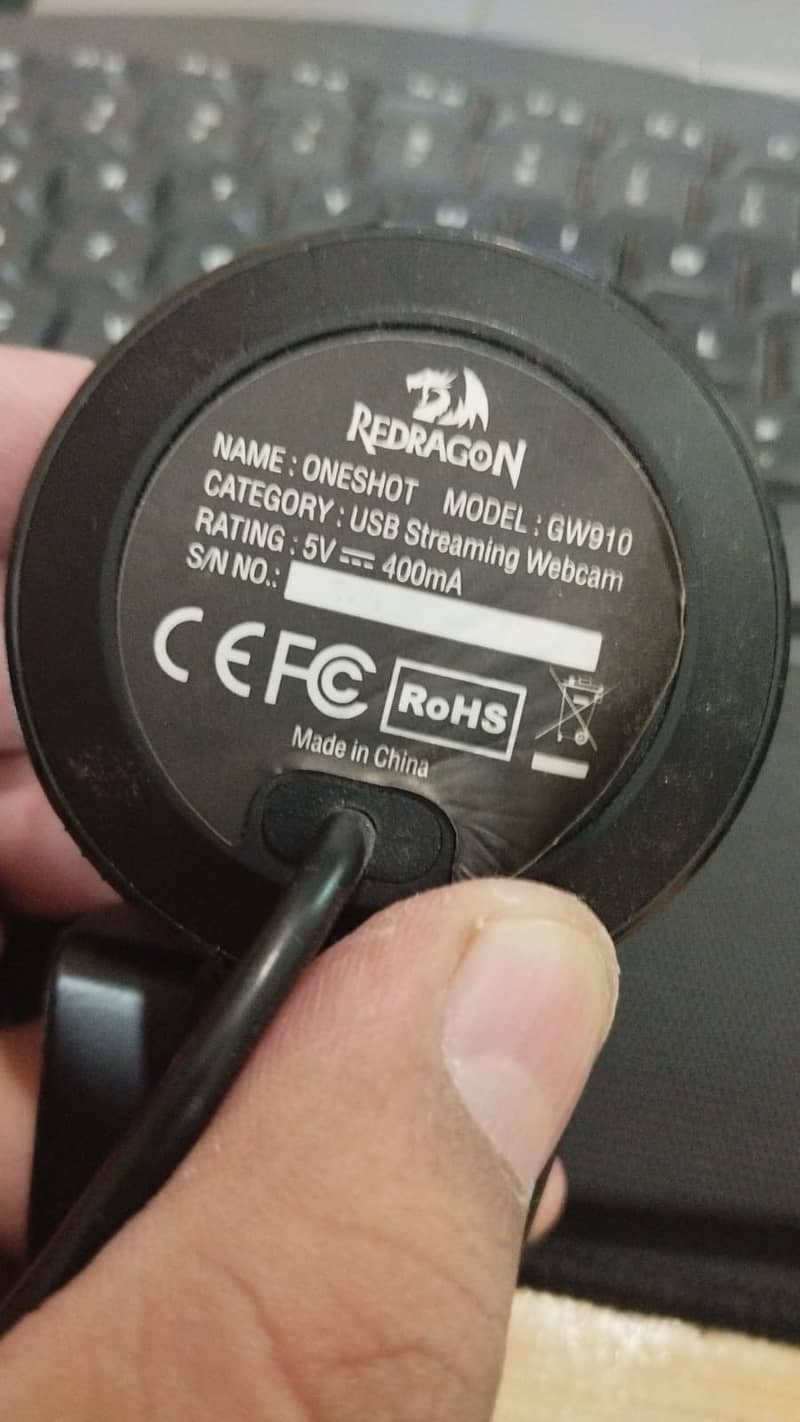 REDRAGON
NAME : ONESHOT MODEL : GW910
CATEGORY : USB Streaming Webcam
RATING : 5V 400mA
S/N NO.:
CE FC RoHS
Made in China